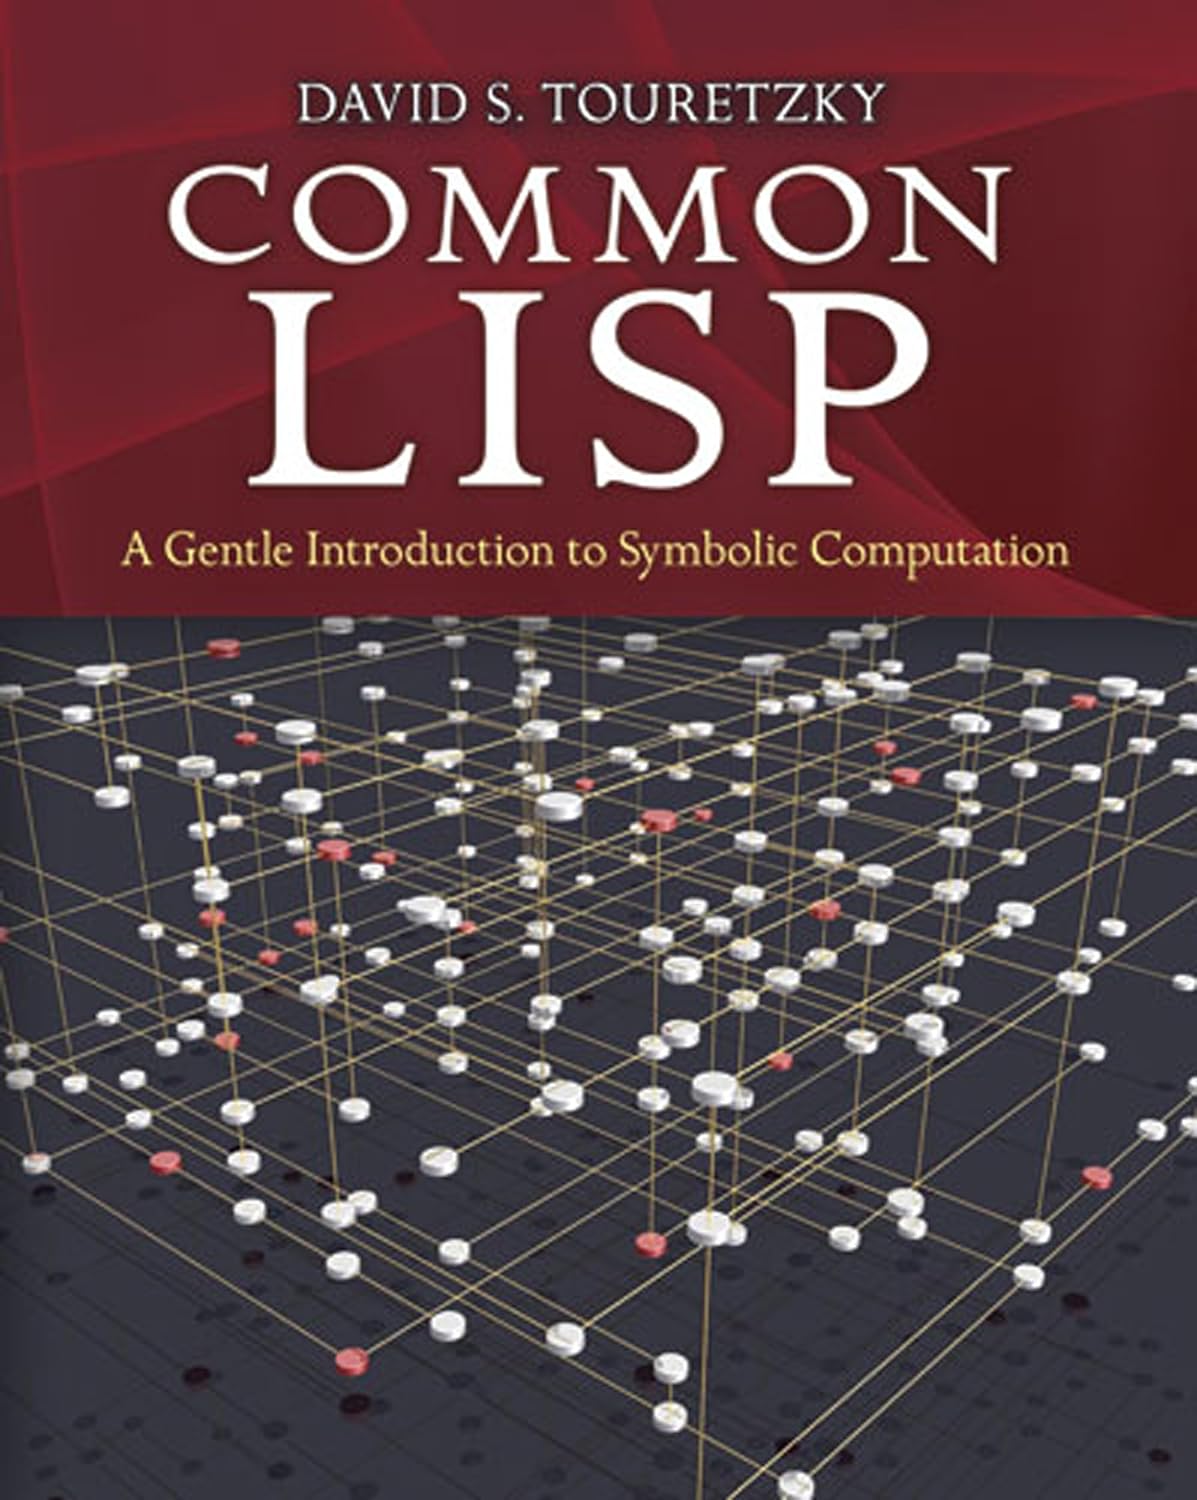 DAVID S. TOURETZKY
COMMON
LISP
A Gentle Introduction to Symbolic Computation